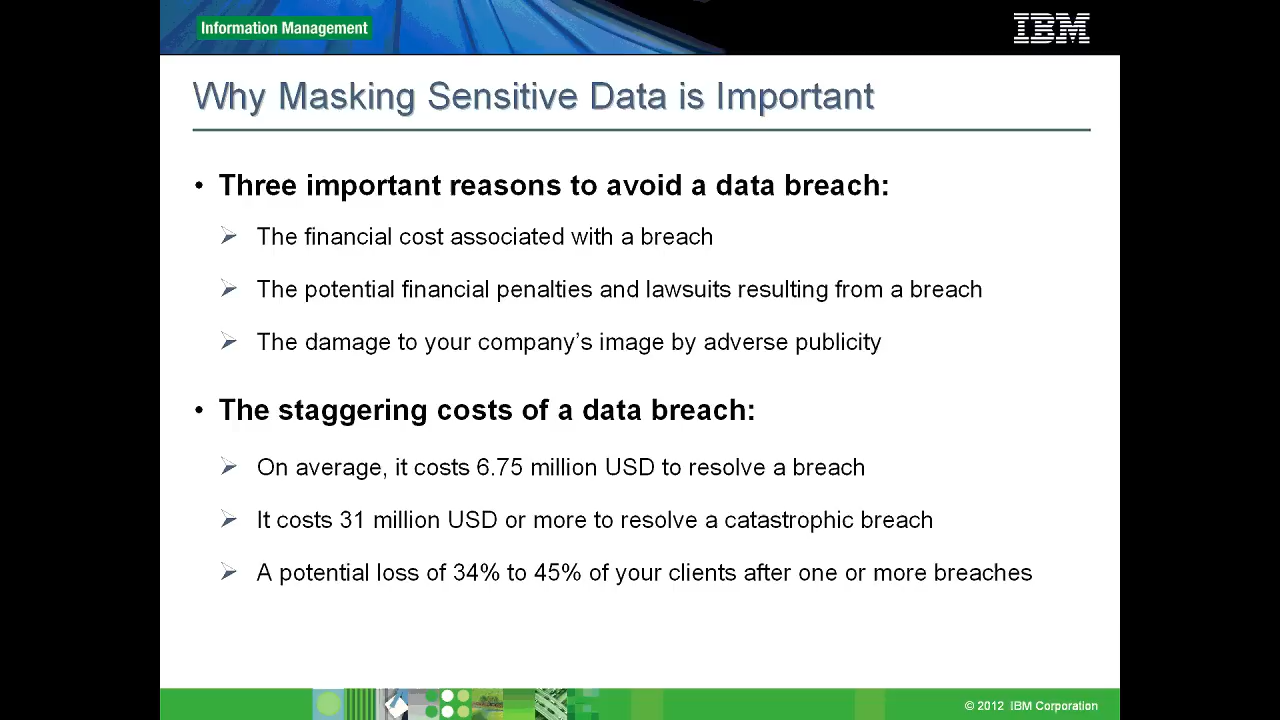 Information Management
IBM
Why Masking Sensitive Data is Important
• Three important reasons to avoid a data breach:
➢ The financial cost associated with a breach
➢ The potential financial penalties and lawsuits resulting from a breach
➢ The damage to your company’s image by adverse publicity
• The staggering costs of a data breach:
➢ On average, it costs 6.75 million USD to resolve a breach
➢ It costs 31 million USD or more to resolve a catastrophic breach
➢ A potential loss of 34% to 45% of your clients after one or more breaches
© 2012 IBM Corporation